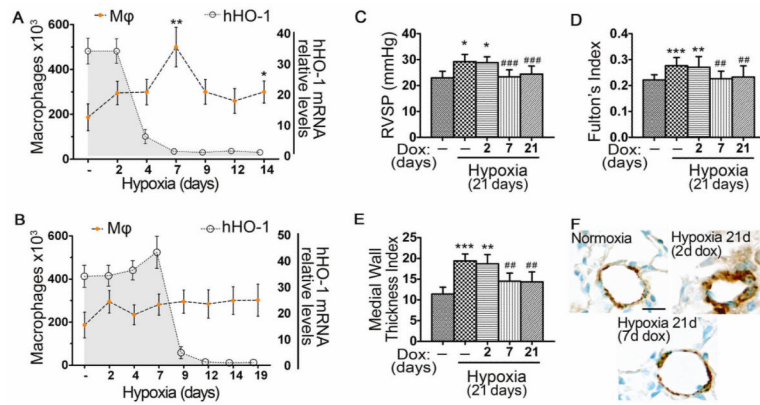 A
Mφ
hHO-1
Macrophages x10³
600
400
200
0
**
*
40
30
20
10
0
hHO-1 mRNA
relative levels
- 2 4 7 9 12 14
Hypoxia (days)
B
Mφ
hHO-1
Macrophages x10³
600
400
200
0
50
40
30
20
10
0
hHO-1 mRNA
relative levels
- 2 4 7 9 12 14 19
Hypoxia (days)
C
RVSP (mmHg)
50
40
30
20
10
0
* * ### ###
Dox: – – 2 7 21
(days)
Hypoxia
(21 days)
D
Fulton's Index
0.4
0.3
0.2
0.1
0.0
*** ** ## ##
Dox: – – 2 7 21
(days)
Hypoxia
(21 days)
E
Medial Wall
Thickness Index
25
20
15
10
5
0
*** ** ## ##
Dox: – – 2 7 21
(days)
Hypoxia
(21 days)
F
Normoxia
Hypoxia 21d
(2d dox)
Hypoxia 21d
(7d dox)